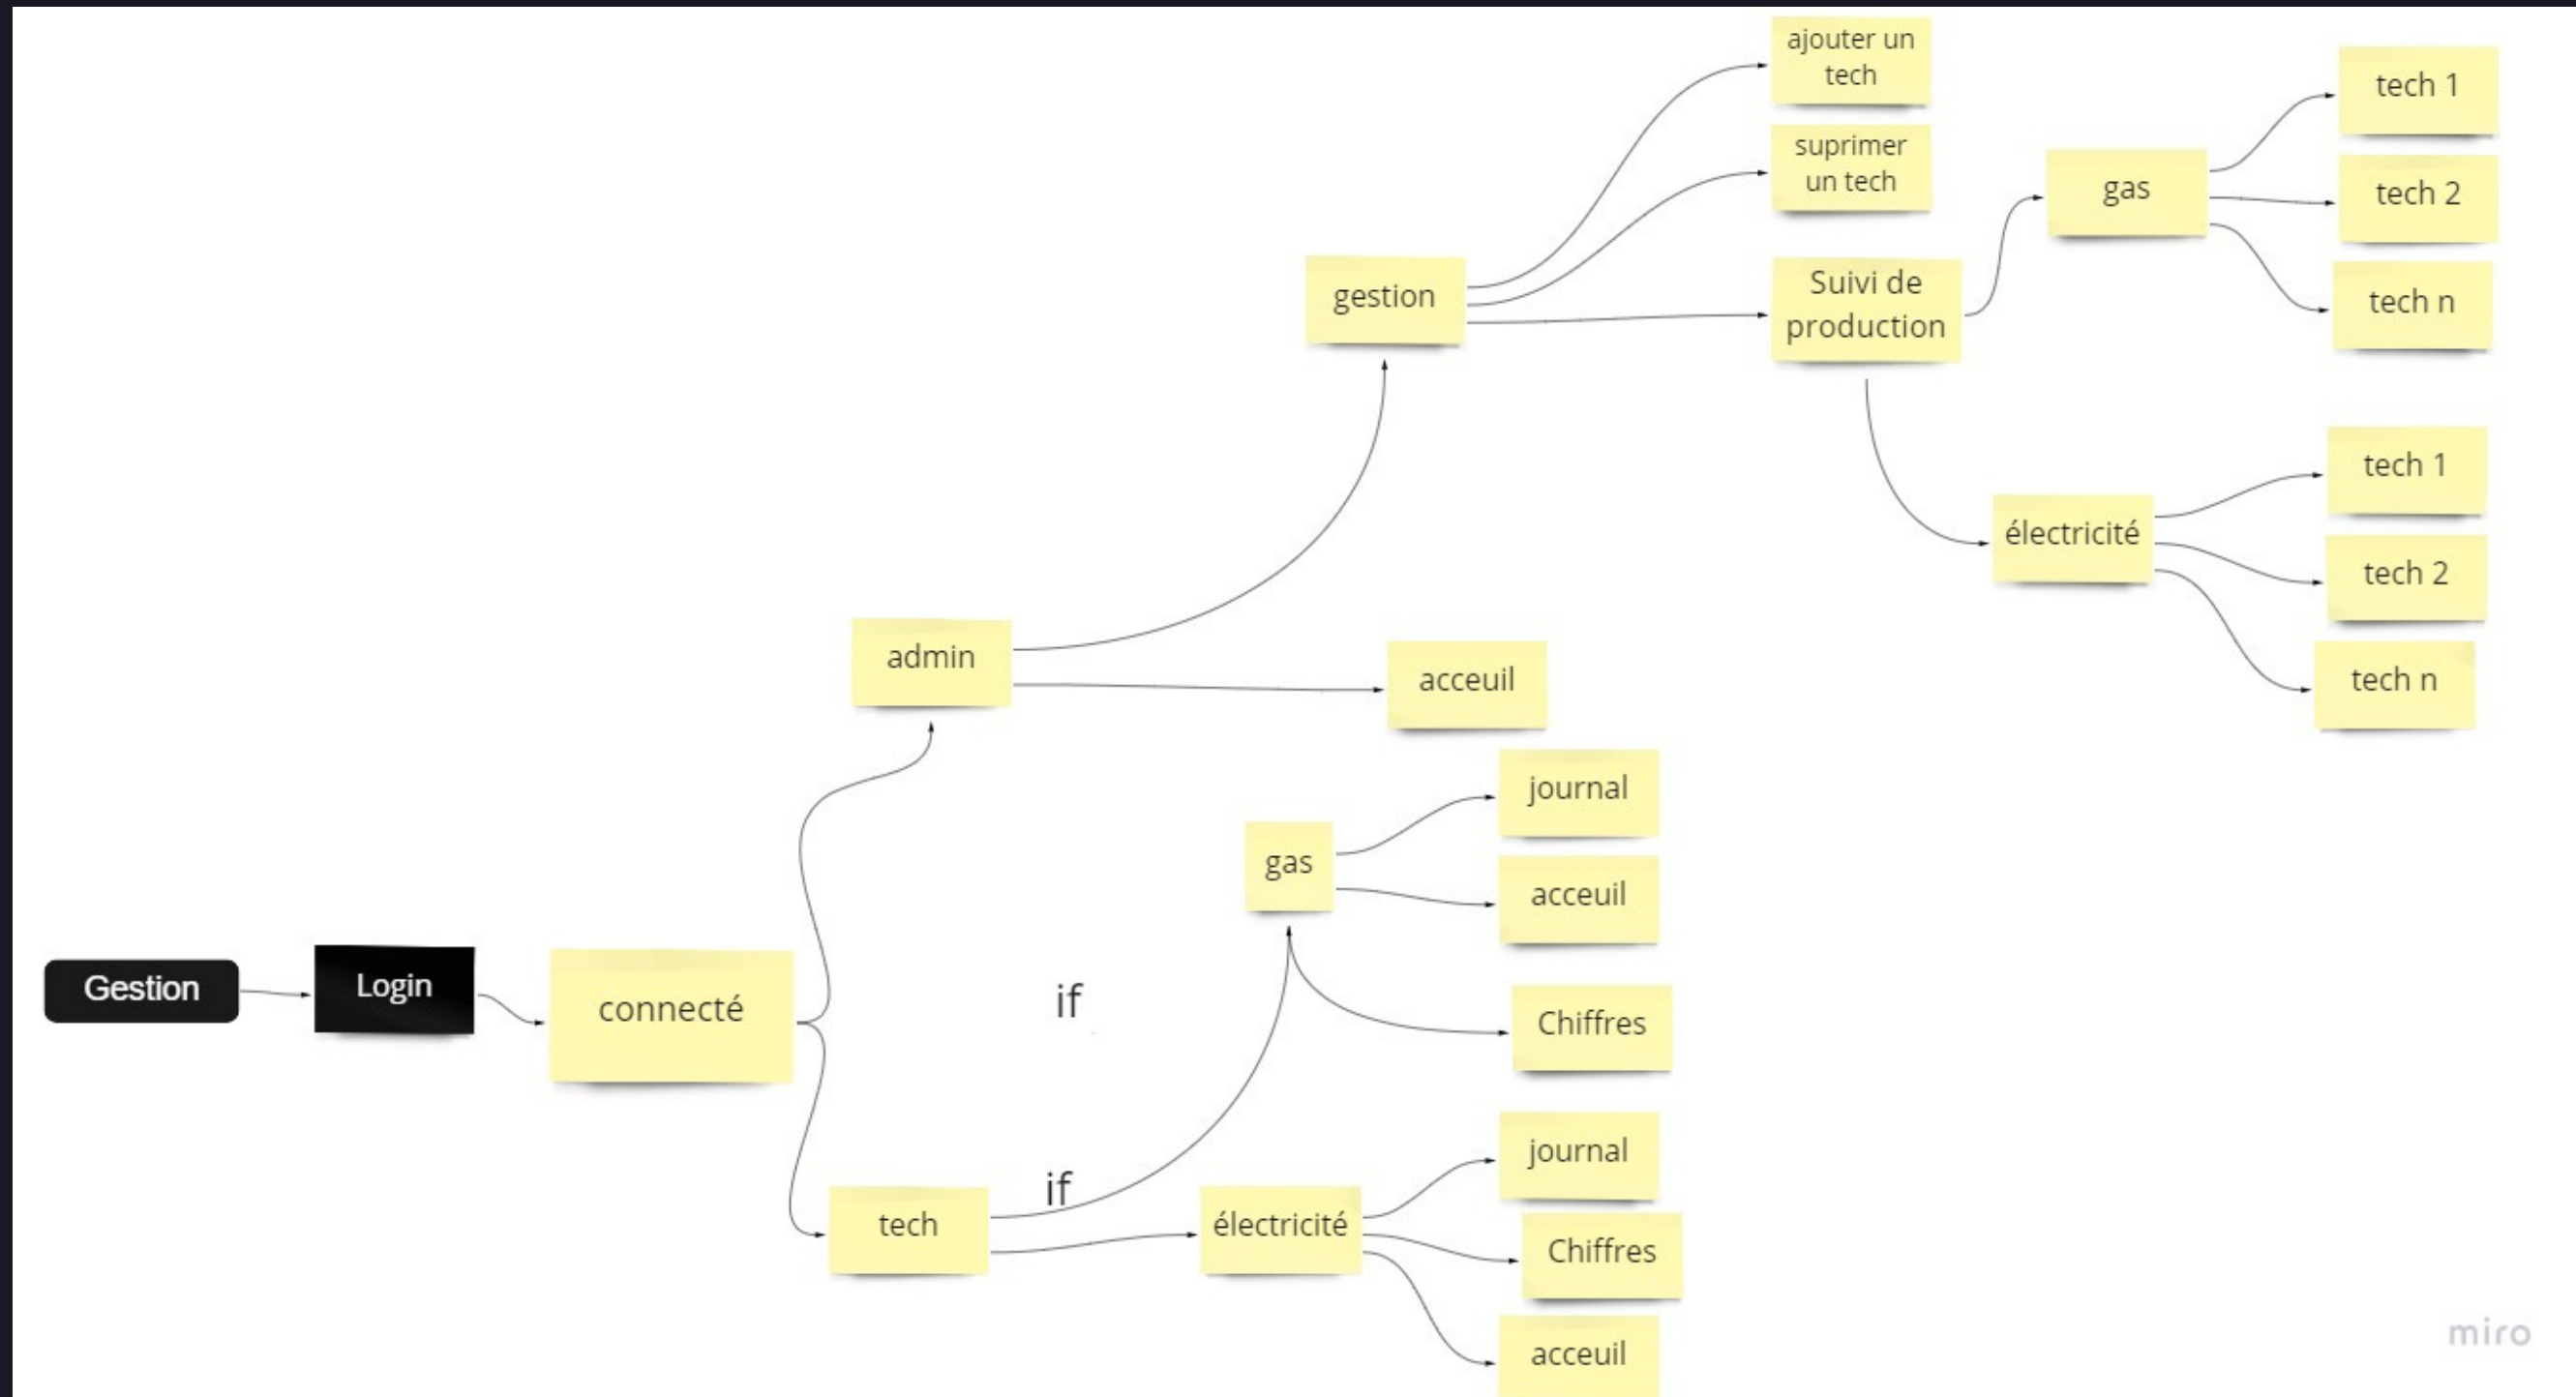 ajouter un
tech
suprimer
un tech
tech 1
gas
tech 2
gestion
Suivi de
production
tech n
tech 1
électricité
tech 2
tech n
admin
acceuil
journal
gas
acceuil
Gestion
Login
connecté
if
Chiffres
if
journal
tech
électricité
Chiffres
acceuil
miro